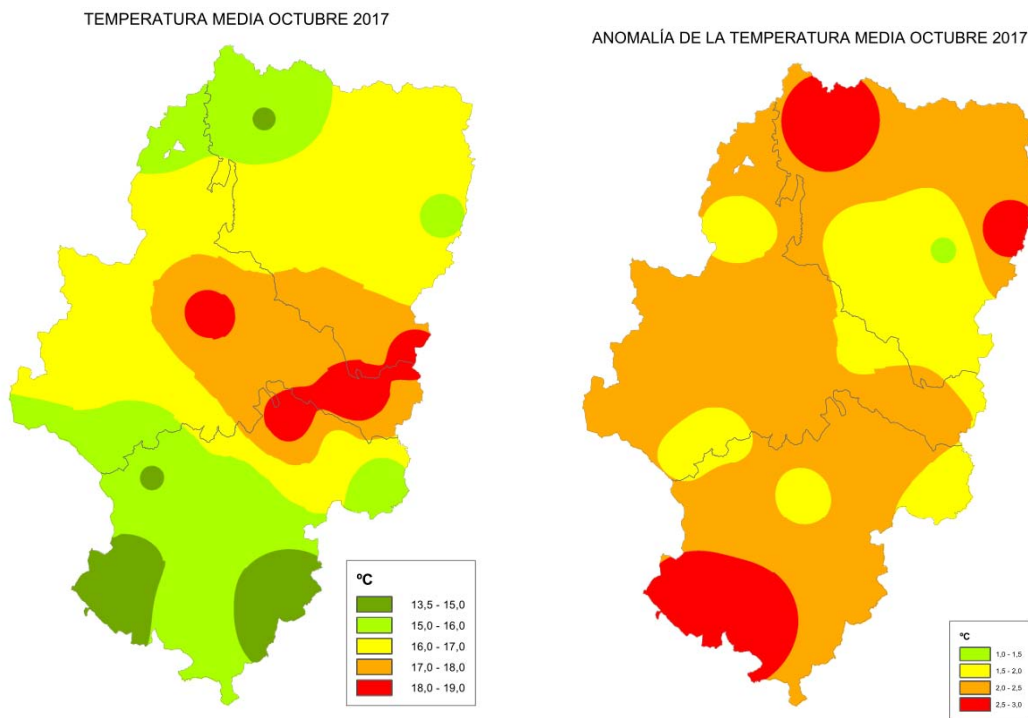 TEMPERATURA MEDIA OCTUBRE 2017
ANOMALÍA DE LA TEMPERATURA MEDIA OCTUBRE 2017
ºC
13,5 - 15,0
15,0 - 16,0
16,0 - 17,0
17,0 - 18,0
18,0 - 19,0
ºC
1,0 - 1,5
1,5 - 2,0
2,0 - 2,5
2,5 - 3,0